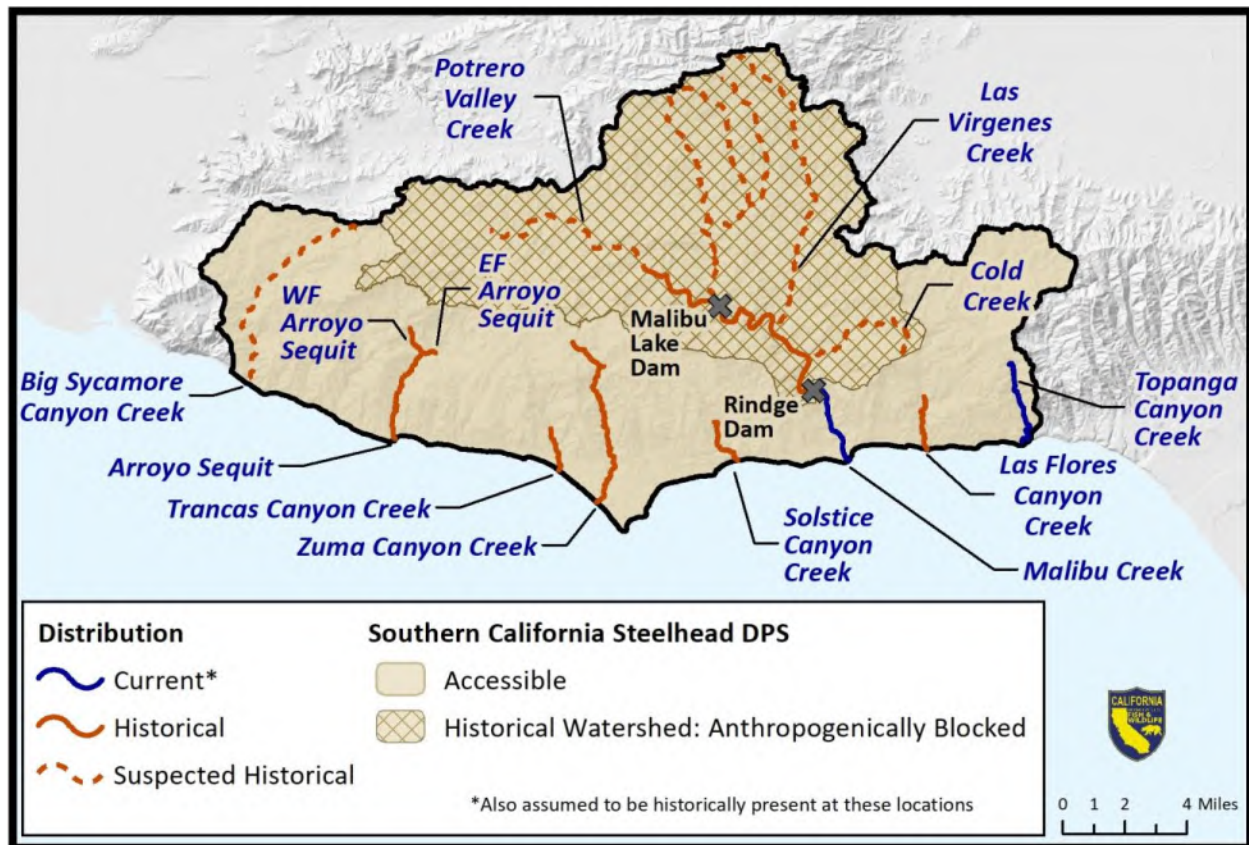 Potrero
Valley
Creek
Las
Virgenes
Creek
EF
Arroyo
Sequit
WF
Arroyo
Sequit
Cold
Creek
Malibu
Lake
Dam
Big Sycamore
Canyon Creek
Rindge
Dam
Topanga
Canyon
Creek
Arroyo Sequit
Trancas Canyon Creek
Zuma Canyon Creek
Solstice
Canyon
Creek
Las Flores
Canyon
Creek
Malibu Creek
Distribution
Current*
Historical
Suspected Historical
Southern California Steelhead DPS
Accessible
Historical Watershed: Anthropogenically Blocked
*Also assumed to be historically present at these locations
CALIFORNIA
FISH &
WILDLIFE
0 1 2 4 Miles